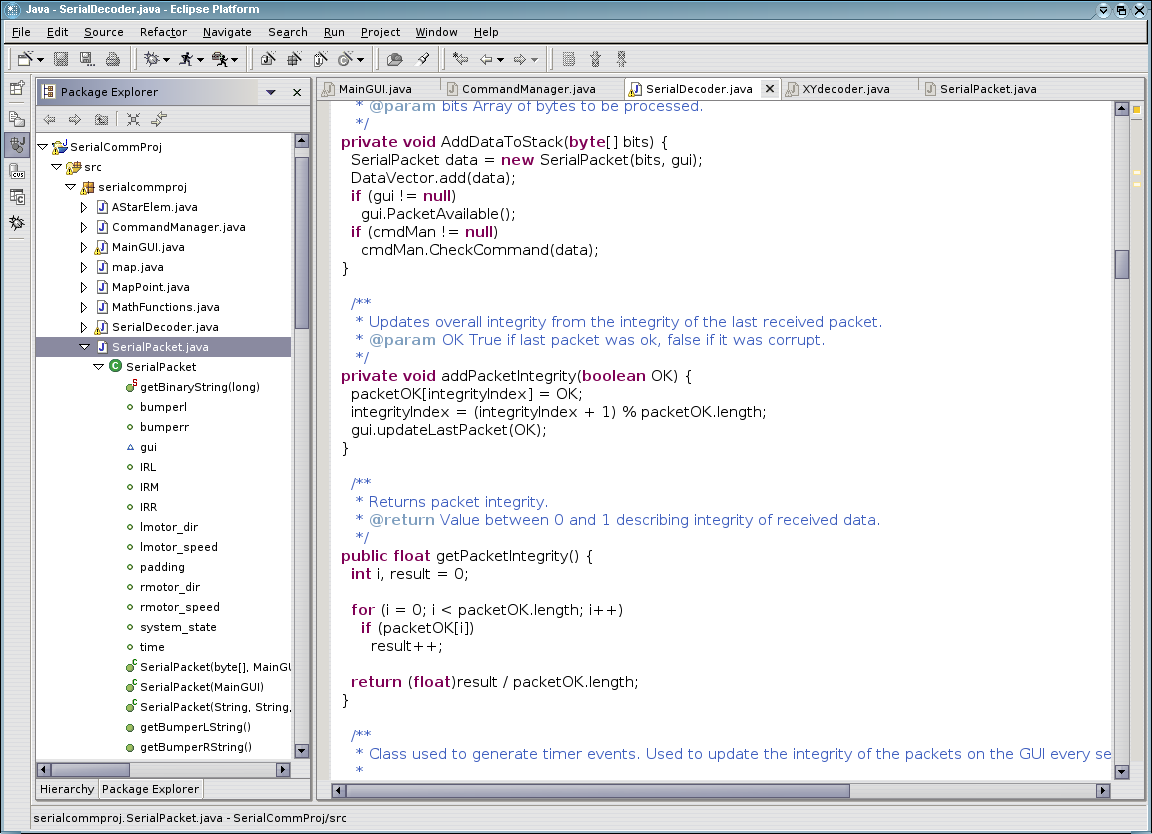 Java - SerialDecoder.java - Eclipse Platform
File Edit Source Refactor Navigate Search Run Project Window Help
Package Explorer
SerialCommProj
src
serialcommproj
AStarElem.java
CommandManager.java
MainGUI.java
map.java
MapPoint.java
MathFunctions.java
SerialDecoder.java
SerialPacket.java
SerialPacket
getBinaryString(long)
bumperl
bumperr
gui
IRL
IRM
IRR
lmotor_dir
lmotor_speed
padding
rmotor_dir
rmotor_speed
system_state
time
SerialPacket(byte[], MainGU
SerialPacket(MainGUI)
SerialPacket(String, String,
getBumperLString()
getBumperRString()
Hierarchy Package Explorer
MainGUI.java CommandManager.java SerialDecoder.java XYdecoder.java SerialPacket.java
* @param bits Array of bytes to be processed.
*/
private void AddDataToStack(byte[] bits) {
SerialPacket data = new SerialPacket(bits, gui);
DataVector.add(data);
if (gui != null)
gui.PacketAvailable();
if (cmdMan != null)
cmdMan.CheckCommand(data);
}
/**
* Updates overall integrity from the integrity of the last received packet.
* @param OK True if last packet was ok, false if it was corrupt.
*/
private void addPacketIntegrity(boolean OK) {
packetOK[integrityIndex] = OK;
integrityIndex = (integrityIndex + 1) % packetOK.length;
gui.updateLastPacket(OK);
}
/**
* Returns packet integrity.
* @return Value between 0 and 1 describing integrity of received data.
*/
public float getPacketIntegrity() {
int i, result = 0;
for (i = 0; i < packetOK.length; i++)
if (packetOK[i])
result++;
return (float)result / packetOK.length;
}
/**
* Class used to generate timer events. Used to update the integrity of the packets on the GUI every se
*
serialcommproj.SerialPacket.java - SerialCommProj/src